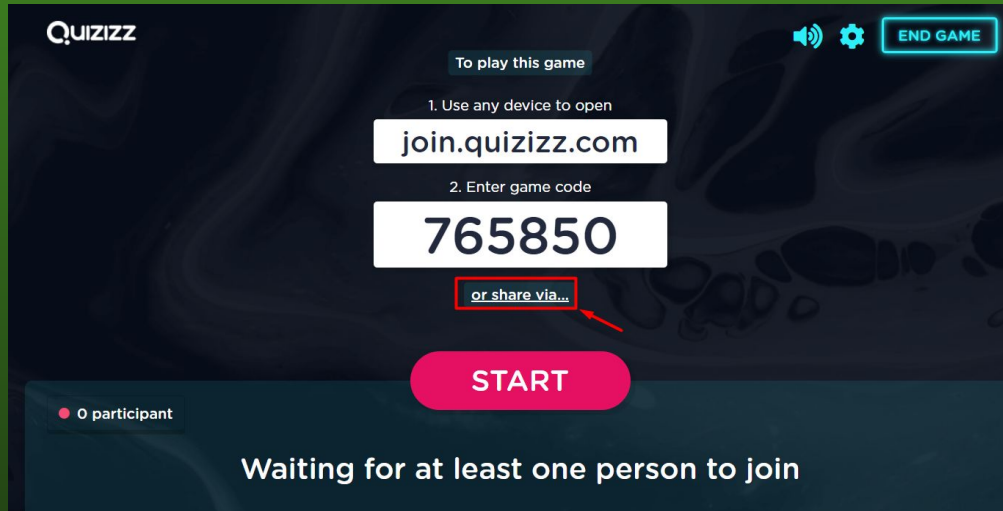 Quizizz
END GAME
To play this game
1. Use any device to open
join.quizizz.com
2. Enter game code
765850
or share via...
START
0 participant
Waiting for at least one person to join